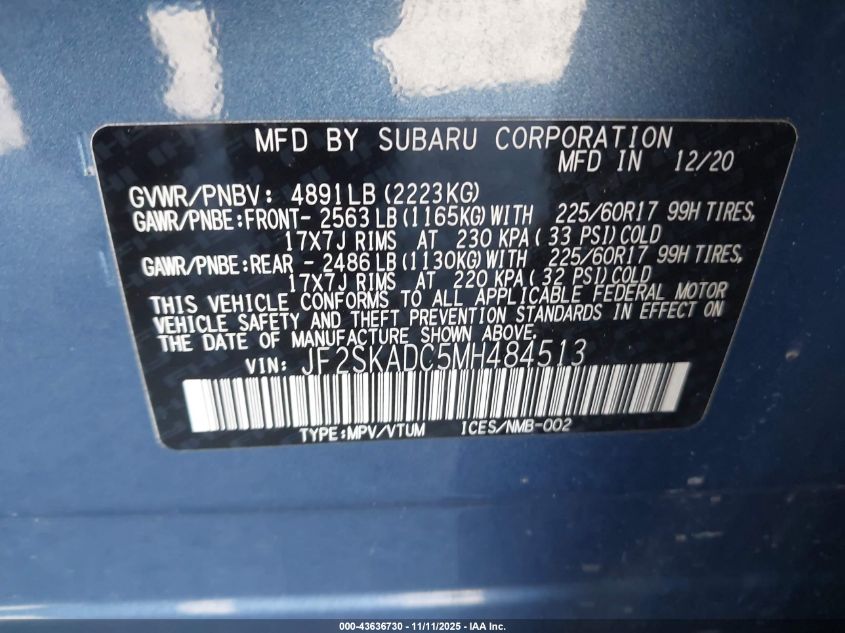 MFD BY SUBARU CORPORATION
MFD IN 12/20
GVWR/PNBV: 4891LB (2223KG)
GAWR/PNBE:FRONT- 2563 LB (1165KG) WITH 225/60R17 99H TIRES,
17X7J RIMS AT 230 KPA ( 33 PSI) COLD
GAWR/PNBE:REAR - 2486 LB (1130KG) WITH 225/60R17 99H TIRES,
17X7J RIMS AT 220 KPA ( 32 PSI) COLD
THIS VEHICLE CONFORMS TO ALL APPLICABLE FEDERAL MOTOR
VEHICLE SAFETY AND THEFT PREVENTION STANDARDS IN EFFECT ON
THE DATE OF MANUFACTURE SHOWN ABOVE.
VIN: JF2SKADC5MH484513
TYPE:MPV/VTUM ICES/NMB-002
000-43636730 - 11/11/2025 - IAA Inc.